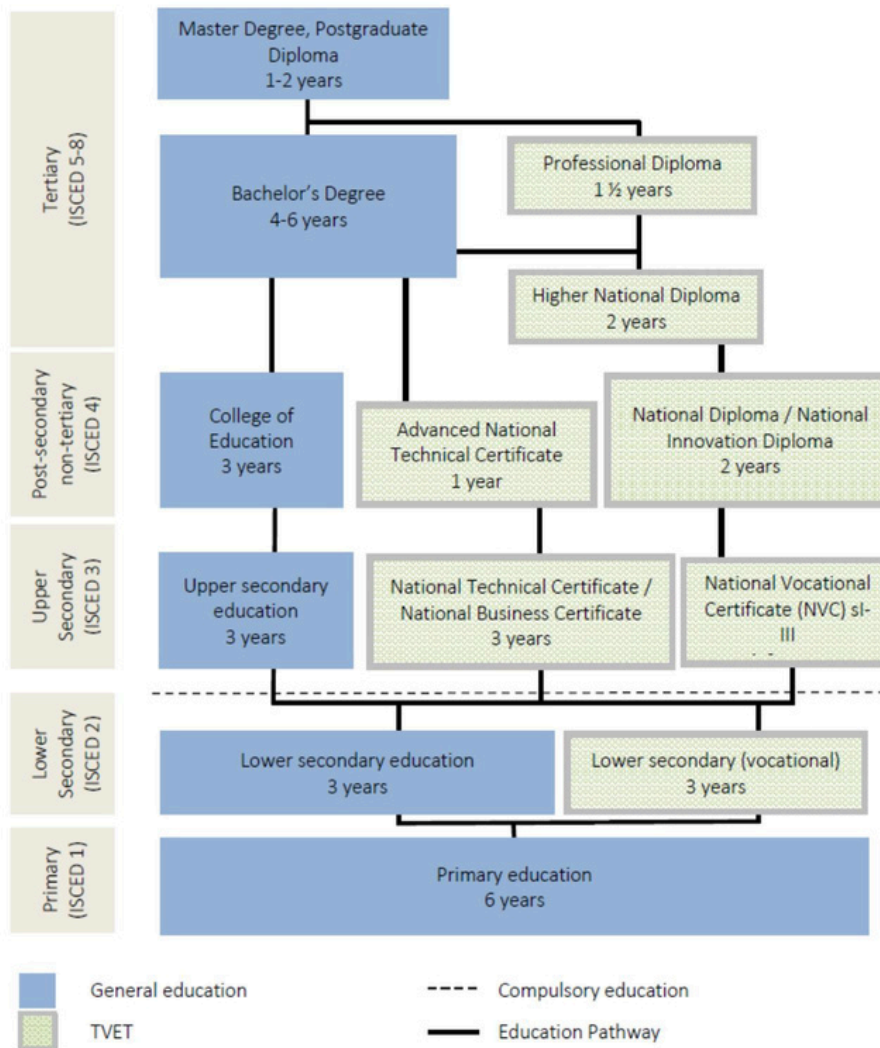 Master Degree, Postgraduate
Diploma
1-2 years
Tertiary
(ISCED 5-8)
Bachelor's Degree
4-6 years
Professional Diploma
1 ½ years
Higher National Diploma
2 years
Post-secondary
non-tertiary
(ISCED 4)
College of
Education
3 years
Advanced National
Technical Certificate
1 year
National Diploma / National
Innovation Diploma
2 years
Upper
Secondary
(ISCED 3)
Upper secondary
education
3 years
National Technical Certificate /
National Business Certificate
3 years
National Vocational
Certificate (NVC) sI-
III
Lower
Secondary
(ISCED 2)
Lower secondary education
3 years
Lower secondary (vocational)
3 years
Primary
(ISCED 1)
Primary education
6 years
General education
Compulsory education
TVET
Education Pathway